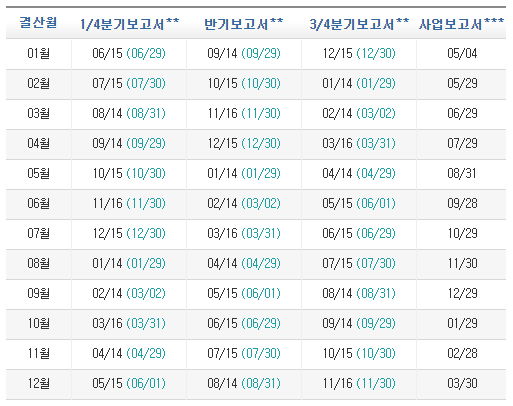 결산월 1/4분기보고서** 반기보고서** 3/4분기보고서** 사업보고서***
01월 06/15 (06/29) 09/14 (09/29) 12/15 (12/30) 05/04
02월 07/15 (07/30) 10/15 (10/30) 01/14 (01/29) 05/29
03월 08/14 (08/31) 11/16 (11/30) 02/14 (03/02) 06/29
04월 09/14 (09/29) 12/15 (12/30) 03/16 (03/31) 07/29
05월 10/15 (10/30) 01/14 (01/29) 04/14 (04/29) 08/31
06월 11/16 (11/30) 02/14 (03/02) 05/15 (06/01) 09/28
07월 12/15 (12/30) 03/16 (03/31) 06/15 (06/29) 10/29
08월 01/14 (01/29) 04/14 (04/29) 07/15 (07/30) 11/30
09월 02/14 (03/02) 05/15 (06/01) 08/14 (08/31) 12/29
10월 03/16 (03/31) 06/15 (06/29) 09/14 (09/29) 01/29
11월 04/14 (04/29) 07/15 (07/30) 10/15 (10/30) 02/28
12월 05/15 (06/01) 08/14 (08/31) 11/16 (11/30) 03/30